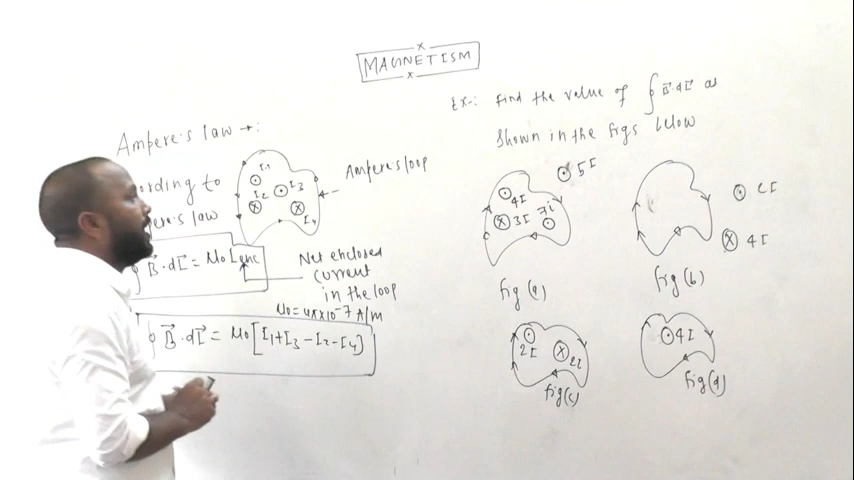 MAGNETISM
Ampere's law →:
ording to
ere's law
I₁
I₂
I₃
I₄
Ampere's loop
∮ B⃗·dL⃗ = μ₀ Ienc
Net enclosed
current
in the loop
μ₀ = 4π×10⁻⁷ A/m
∮ B⃗·dL⃗ = μ₀[I₁+I₃-I₂-I₄]
Ex-: Find the value of ∮ B⃗·dL⃗ as
shown in the figs below
5I
4I
3I
7i
fig(a)
2I
4I
fig(b)
2I
2I
fig(c)
4I
fig(d)